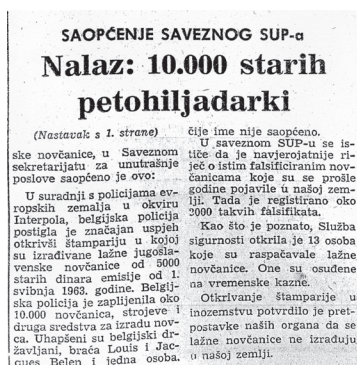 SAOPĆENJE SAVEZNOG SUP-a
Nalaz: 10.000 starih
petohiljadarki
(Nastavak s 1. strane)
ske novčanice, u Saveznom
sekretarijatu za unutrašnje
poslove saopćeno je ovo:
U suradnji s policijama ev-
ropskih zemalja u okviru
Interpola, belgijska policija
postigla je značajan uspjeh
otkrivši štampariju u kojoj
su izrađivane lažne jugosla-
venske novčanice od 5000
starih dinara emisije od 1.
svibnja 1963. godine. Belgij-
ska policija je zaplijenila oko
10.000 novčanica, strojeve i
druga sredstva za izradu nov-
ca. Uhapšeni su belgijski dr-
žavljani, braća Louis i Jac-
ques Belen i jedna osoba.
čije ime nije saopćeno.
U saveznom SUP-u se is-
tiče da je navjerojatnije ri-
ječ o istim falsificiranim nov-
čanicama koje su se prošle
godine pojavile u našoj zem-
lji. Tada je registirano oko
2000 takvih falsifikata.
Kao što je poznato, Služba
sigurnosti otkrila je 13 osoba
koje su raspačavale lažne
novčanice. One su osuđene
na vremenske kazne.
Otkrivanje štamparije u
inozemstvu potvrdilo je pret-
postavke naših organa da se
lažne novčanice ne izrađuju
u našoj zemlji.